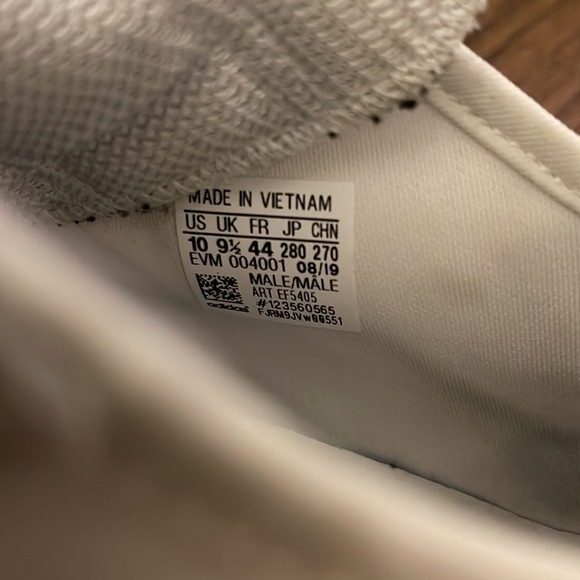 MADE IN VIETNAM
US UK FR JP CHN
10 9½ 44 280 270
EVM 004001 08/19
MALE/MÂLE
ART EF5405
#123560565
adidas